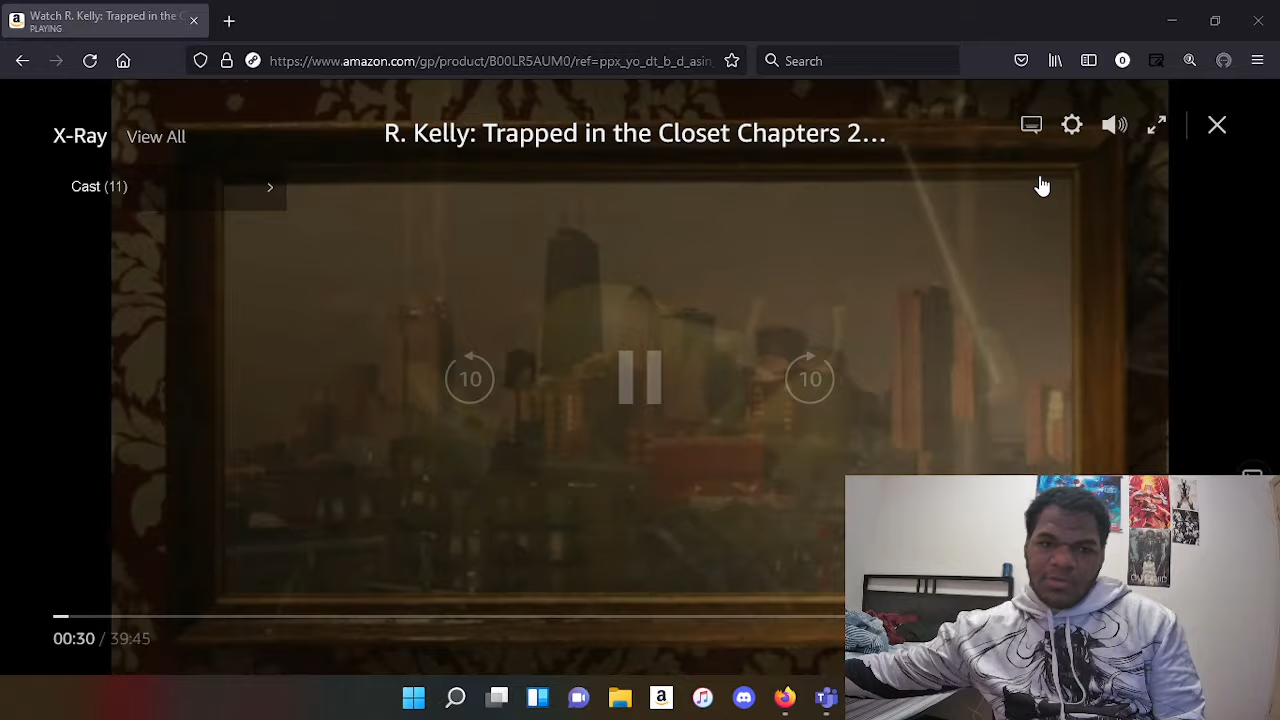 Watch R. Kelly: Trapped in the C
PLAYING
https://www.amazon.com/gp/product/B00LR5AUM0/ref=ppx_yo_dt_b_d_asin_
Search
X-Ray View All
R. Kelly: Trapped in the Closet Chapters 2...
Cast (11)
10
10
00:30 / 39:45